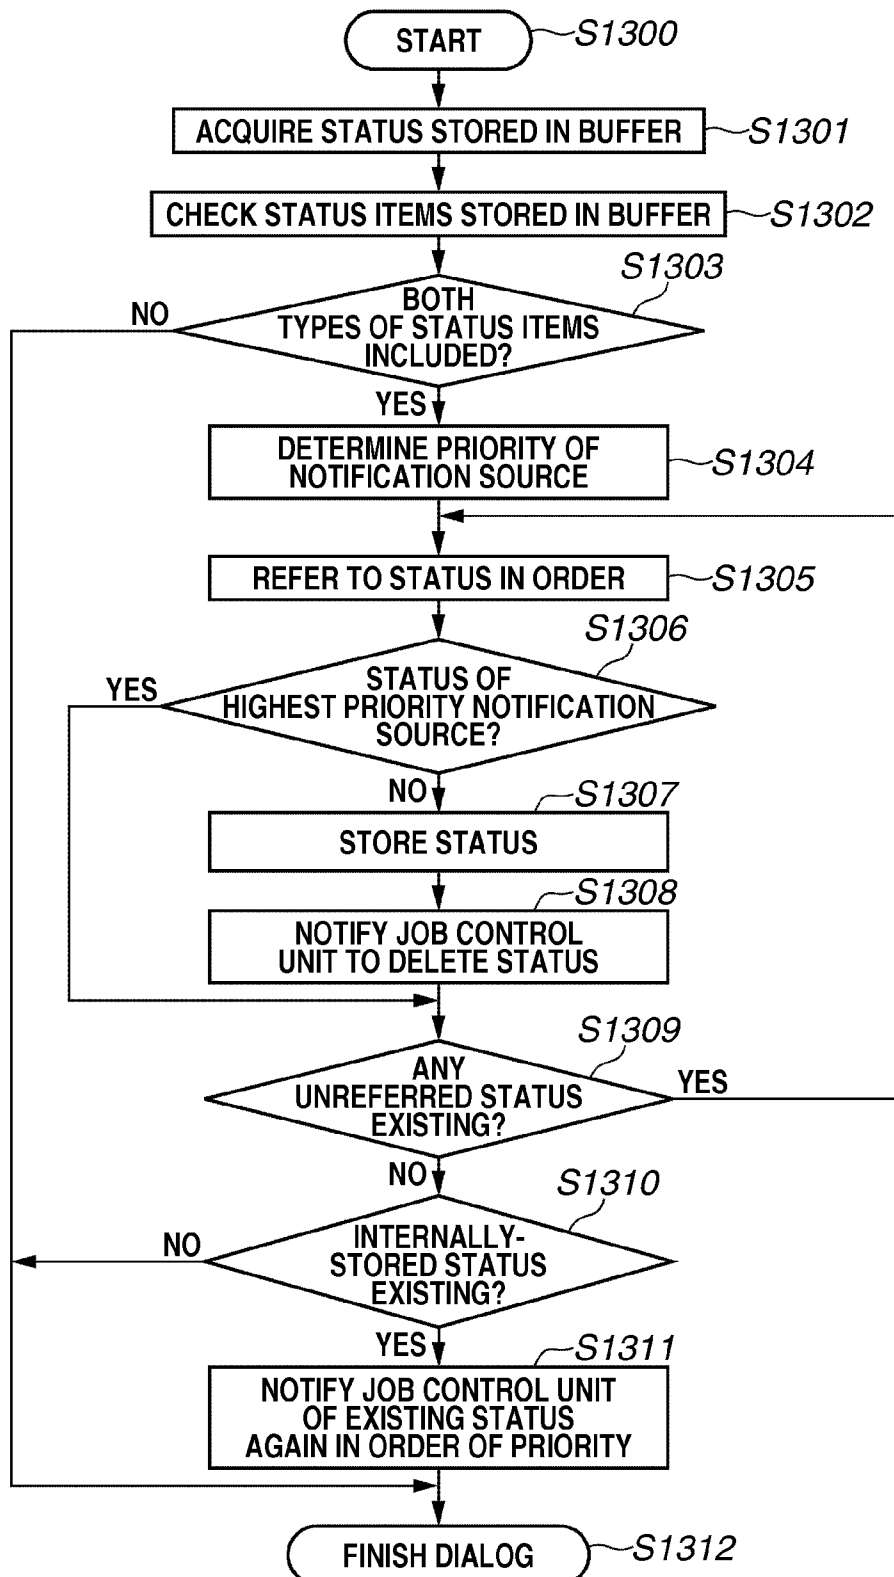 START
S1300
ACQUIRE STATUS STORED IN BUFFER
S1301
CHECK STATUS ITEMS STORED IN BUFFER
S1302
S1303
BOTH
TYPES OF STATUS ITEMS
INCLUDED?
NO
YES
DETERMINE PRIORITY OF
NOTIFICATION SOURCE
S1304
REFER TO STATUS IN ORDER
S1305
S1306
STATUS OF
HIGHEST PRIORITY NOTIFICATION
SOURCE?
YES
NO
S1307
STORE STATUS
S1308
NOTIFY JOB CONTROL
UNIT TO DELETE STATUS
S1309
ANY
UNREFERRED STATUS
EXISTING?
YES
NO
S1310
INTERNALLY-
STORED STATUS
EXISTING?
NO
YES
S1311
NOTIFY JOB CONTROL UNIT
OF EXISTING STATUS
AGAIN IN ORDER OF PRIORITY
FINISH DIALOG
S1312